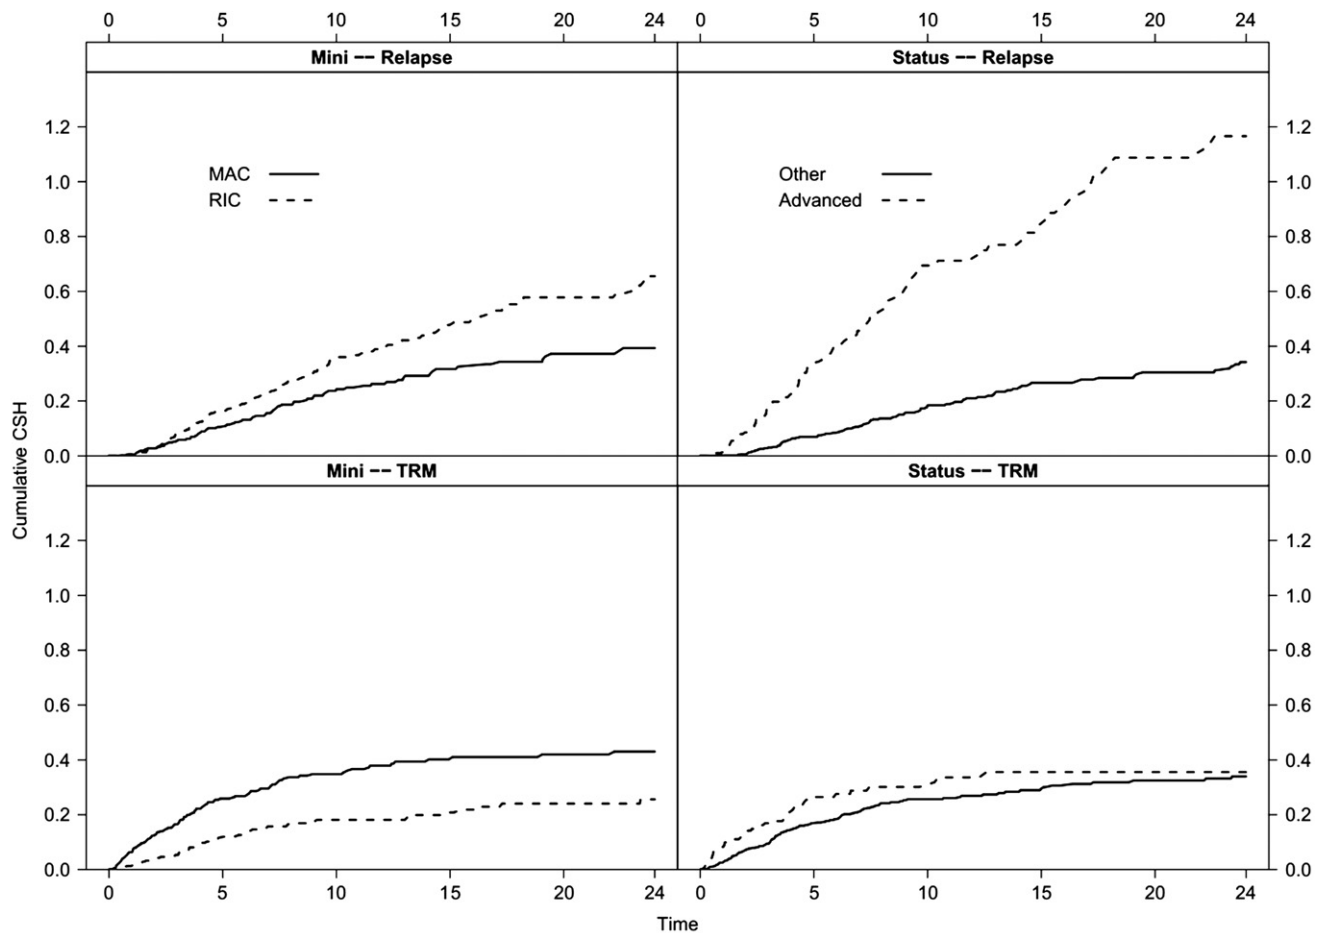 0 5 10 15 20 24 0 5 10 15 20 24
Mini −− Relapse Status −− Relapse
1.2 1.2
MAC Other
1.0 1.0
RIC Advanced
0.8 0.8
0.6 0.6
0.4 0.4
0.2 0.2
0.0 0.0
Mini −− TRM Status −− TRM
Cumulative CSH
1.2 1.2
1.0 1.0
0.8 0.8
0.6 0.6
0.4 0.4
0.2 0.2
0.0 0.0
0 5 10 15 20 24 0 5 10 15 20 24
Time